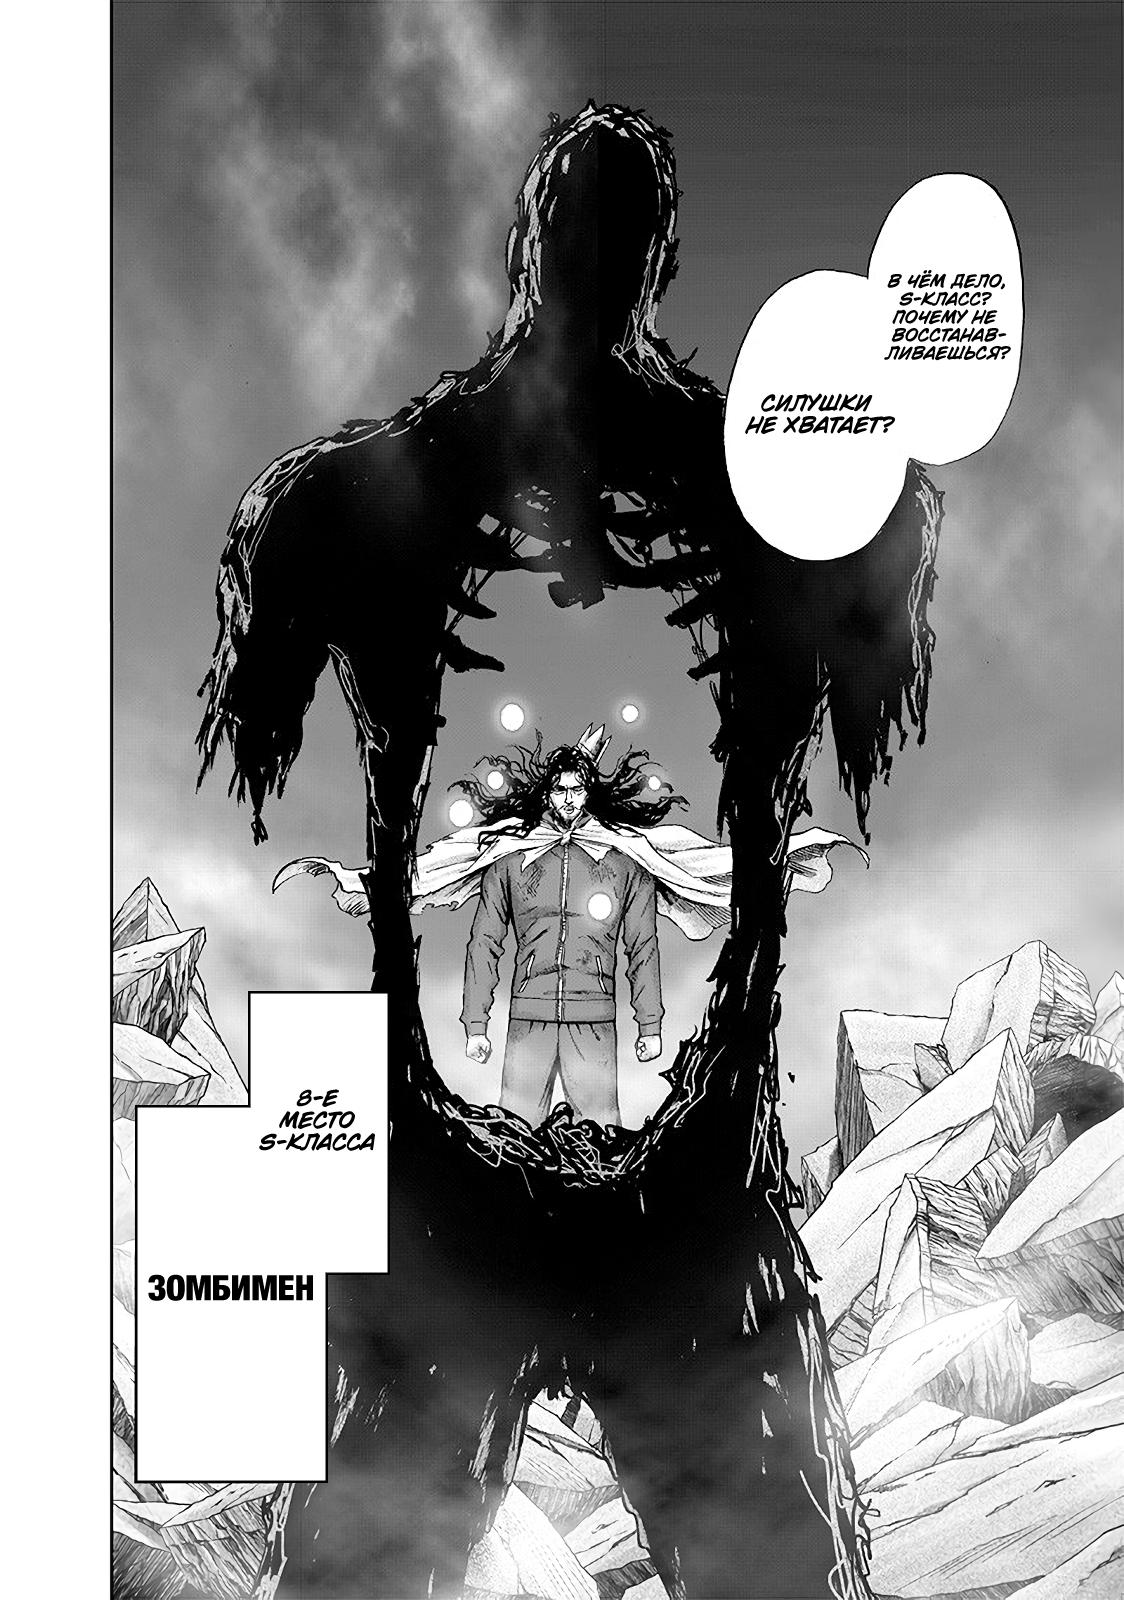 В ЧЁМ ДЕЛО,
S-КЛАСС?
ПОЧЕМУ НЕ
ВОССТАНАВ-
ЛИВАЕШЬСЯ?
СИЛУШКИ
НЕ ХВАТАЕТ?
8-Е
МЕСТО
S-КЛАССА
ЗОМБИМЕН